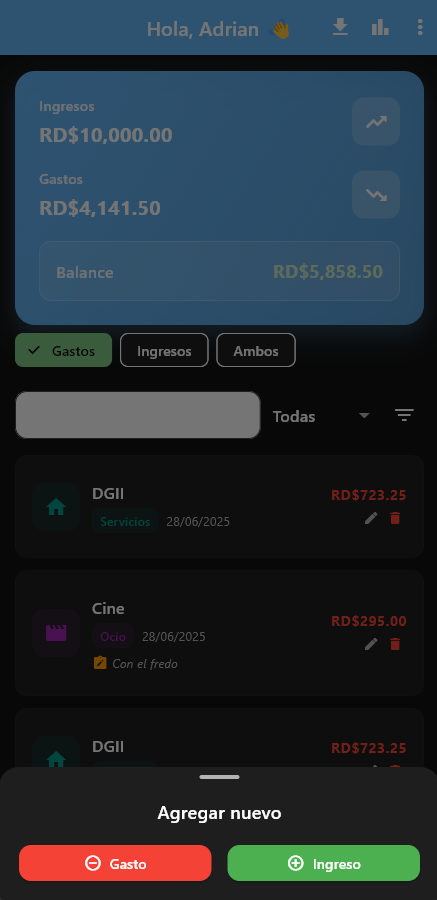 Hola, Adrian 👋
Ingresos
RD$10,000.00
Gastos
RD$4,141.50
Balance
RD$5,858.50
Gastos
Ingresos
Ambos
Todas
DGII
RD$723.25
Servicios
28/06/2025
Cine
RD$295.00
Ocio
28/06/2025
Con el fredo
DGII
RD$723.25
Agregar nuevo
Gasto
Ingreso